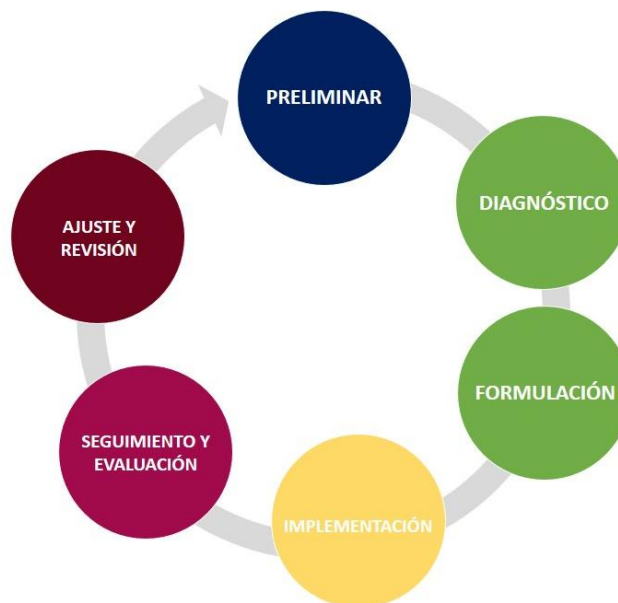 PRELIMINAR
DIAGNÓSTICO
FORMULACIÓN
IMPLEMENTACIÓN
SEGUIMIENTO Y
EVALUACIÓN
AJUSTE Y
REVISIÓN